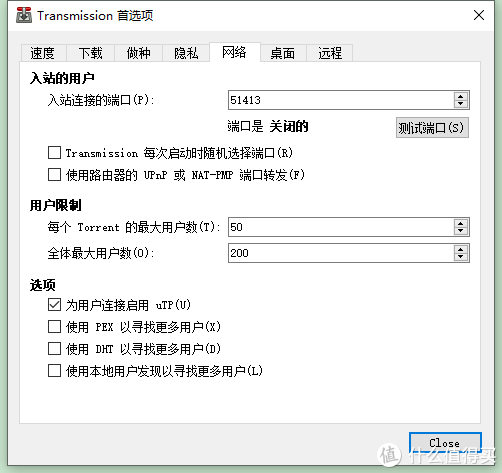 Transmission 首选项
速度 下载 做种 隐私 网络 桌面 远程
入站的用户
入站连接的端口(P): 51413
端口是 关闭的 测试端口(S)
Transmission 每次启动时随机选择端口(R)
使用路由器的 UPnP 或 NAT-PMP 端口转发(F)
用户限制
每个 Torrent 的最大用户数(T): 50
全体最大用户数(O): 200
选项
为用户连接启用 uTP(U)
使用 PEX 以寻找更多用户(X)
使用 DHT 以寻找更多用户(D)
使用本地用户发现以寻找更多用户(L)
Close
值 什么值得买